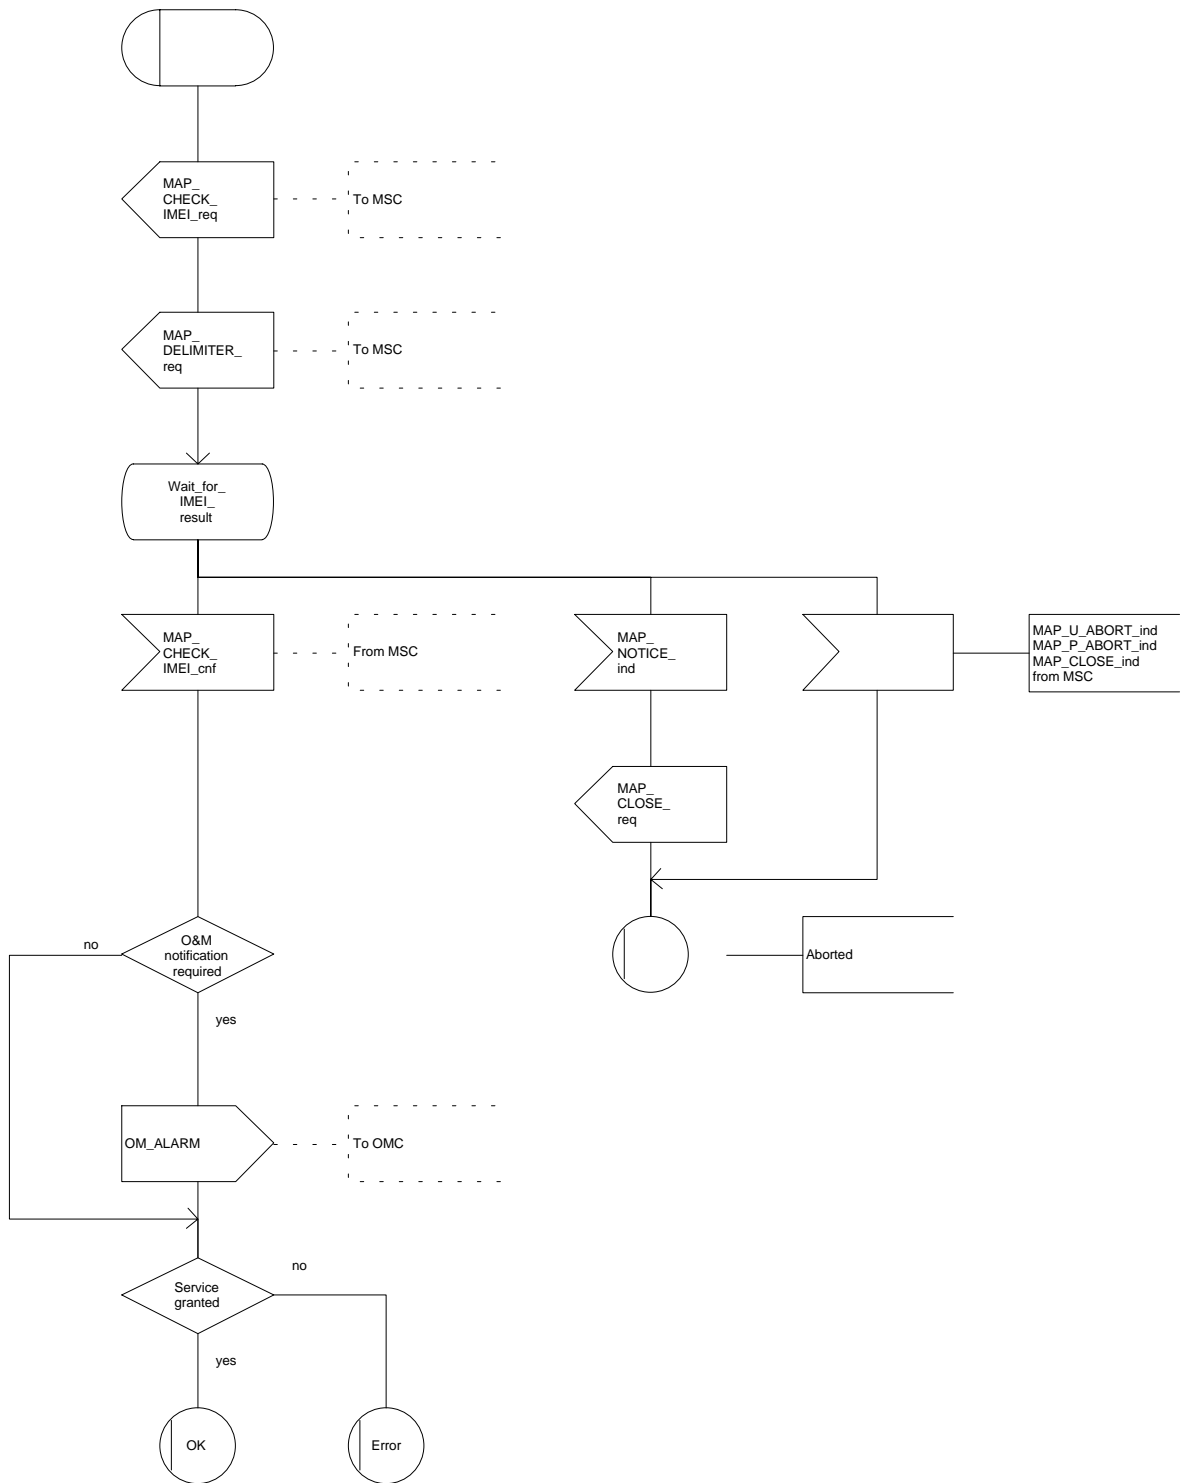 MAP_
CHECK_
IMEI_req
To MSC
MAP_
DELIMITER_
req
To MSC
Wait_for_
IMEI_
result
MAP_
CHECK_
IMEI_cnf
From MSC
MAP_
NOTICE_
ind
MAP_U_ABORT_ind
MAP_P_ABORT_ind
MAP_CLOSE_ind
from MSC
MAP_
CLOSE_
req
no
O&M
notification
required
Aborted
yes
OM_ALARM
To OMC
no
Service
granted
yes
OK
Error